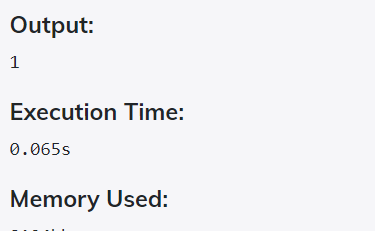 Output:
1
Execution Time:
0.065s
Memory Used: